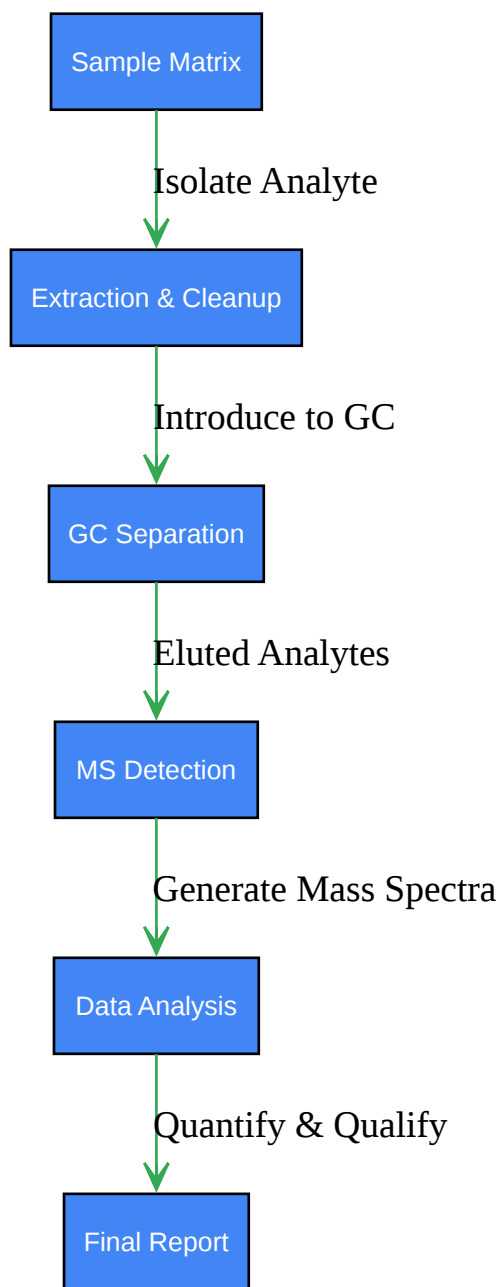 Sample Matrix
Isolate Analyte
Extraction & Cleanup
Introduce to GC
GC Separation
Eluted Analytes
MS Detection
Generate Mass Spectra
Data Analysis
Quantify & Qualify
Final Report